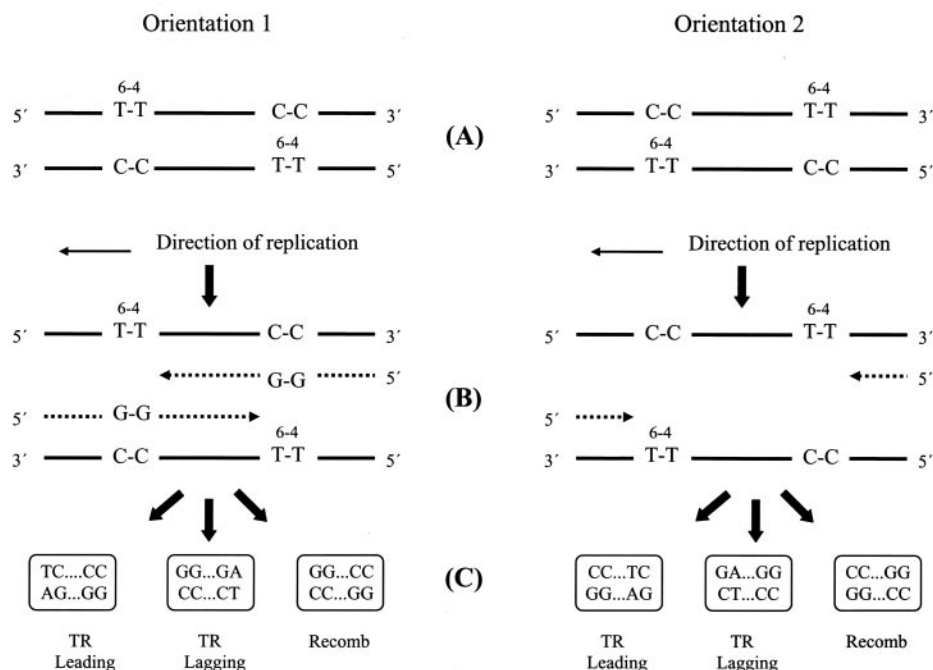 Orientation 1 Orientation 2
6-4 6-4
5´ T-T C-C 3´ 5´ C-C T-T 3´
(A)
6-4 6-4
3´ C-C T-T 5´ 3´ T-T C-C 5´
Direction of replication Direction of replication
6-4 6-4
5´ T-T C-C 3´ 5´ C-C T-T 3´
G-G 5´ 5´
(B)
5´ G-G 5´
6-4 6-4
3´ C-C T-T 5´ 3´ T-T C-C 5´
TC....CC GG...GA GG...CC (C) CC...TC GA...GG CC...GG
AG...GG CC...CT CC...GG GG...AG CT...CC GG...CC
TR TR Recomb TR TR Recomb
Leading Lagging Leading Lagging